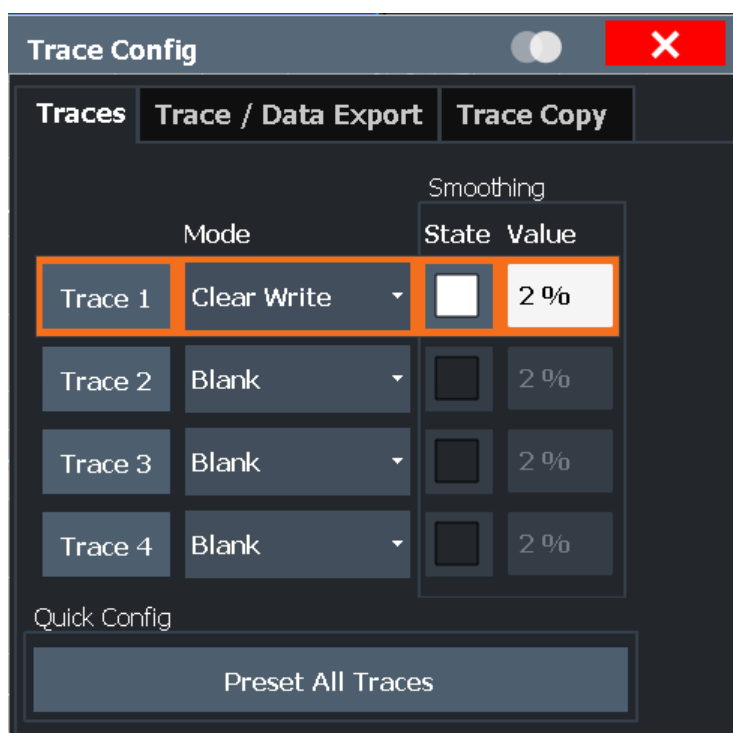 Trace Config
Traces Trace / Data Export Trace Copy
Smoothing
Mode State Value
Trace 1 Clear Write 2 %
Trace 2 Blank 2 %
Trace 3 Blank 2 %
Trace 4 Blank 2 %
Quick Config
Preset All Traces